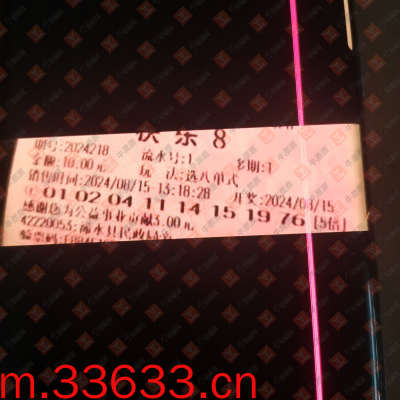 快乐8
期号:2024218 流水号:1 多期:1
金额:10.00元 玩 法:选八单式
销售时间:2024/08/15 13:18:28 开奖:2024/08/15
① 01 02 04 11 14 15 19 76 [5倍]
感谢您为公益事业贡献3.00元
42220053:
m.33633.cn